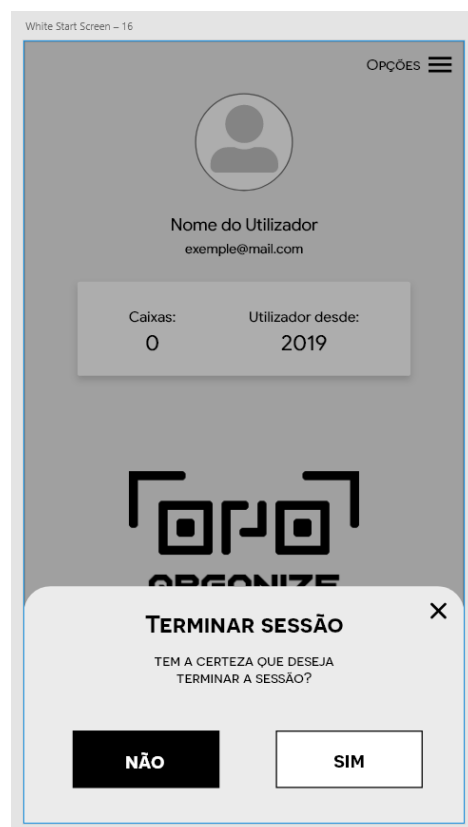 White Start Screen – 16
Opções
Nome do Utilizador
exemple@mail.com
Caixas:
Utilizador desde:
0
2019
ORGANIZE
Terminar sessão
tem a certeza que deseja
terminar a sessão?
NÃO
SIM